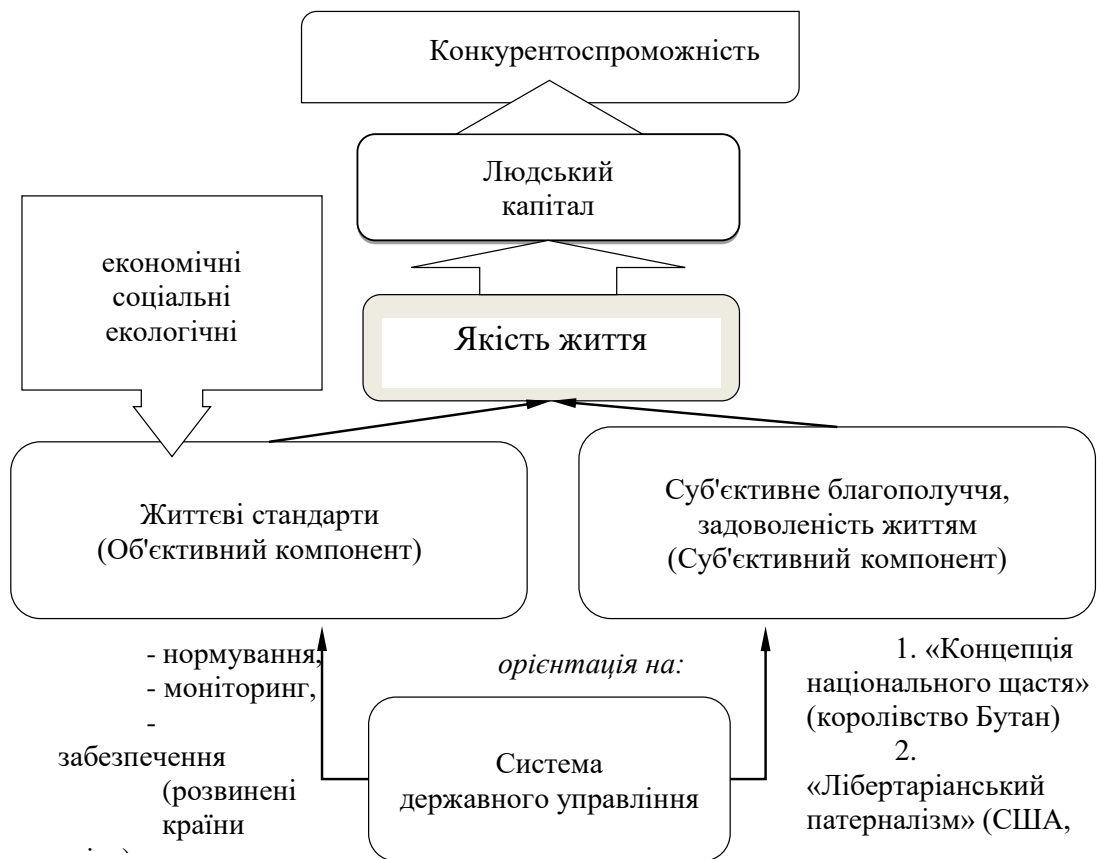 Конкурентоспроможність
Людський
капітал
економічні
соціальні
екологічні
Якість життя
Життєві стандарти
(Об'єктивний компонент)
Суб'єктивне благополуччя,
задоволеність життям
(Суб'єктивний компонент)
- нормування,
- моніторинг,
-
забезпечення
(розвинені
країни
орієнтація на:
Система
державного управління
1. «Концепція
національного щастя»
(королівство Бутан)
2.
«Лібертаріанський
патерналізм» (США,